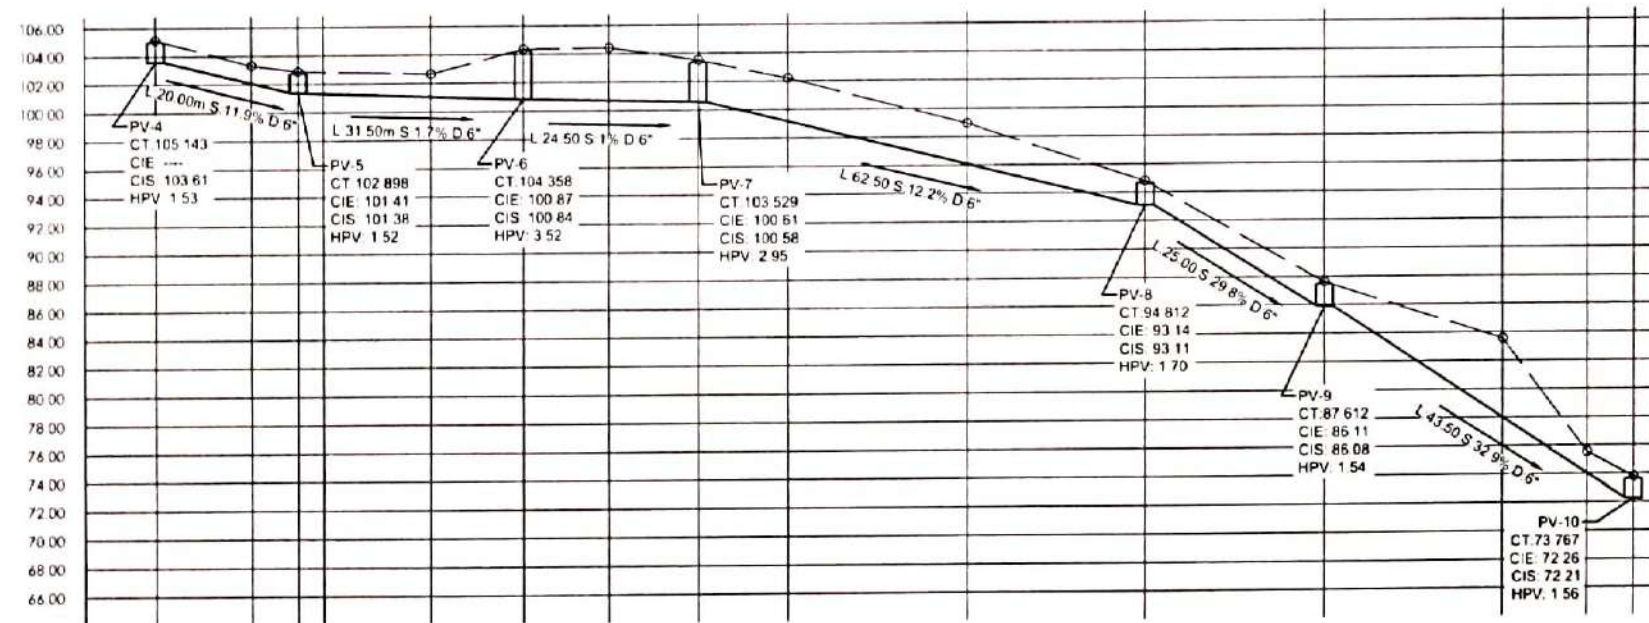 106.00
104.00
102.00
100.00
98.00
96.00
94.00
92.00
90.00
88.00
86.00
84.00
82.00
80.00
78.00
76.00
74.00
72.00
70.00
68.00
66.00
L 20.00m S 11.9% D 6"
PV-4
CT.105 143
CIE ----
CIS 103 61
HPV 1 53
L 31.50m S 1.7% D 6"
PV-5
CT 102 898
CIE: 101 41
CIS: 101 38
HPV: 1 52
L 24.50 S 1% D 6"
PV-6
CT:104 358
CIE: 100 87
CIS 100 84
HPV: 3 52
PV-7
CT 103 529
CIE: 100 61
CIS: 100 58
HPV: 2 95
L 62 50 S 12.2% D 6"
PV-8
CT:94 812
CIE: 93 14
CIS: 93 11
HPV: 1 70
L 25.00 S 29 8% D 6"
PV-9
CT:87 612
CIE: 86 11
CIS: 86 08
HPV: 1 54
L 43.50 S 32 9% D 6"
PV-10
CT.73 767
CIE: 72 26
CIS: 72 21
HPV: 1 56